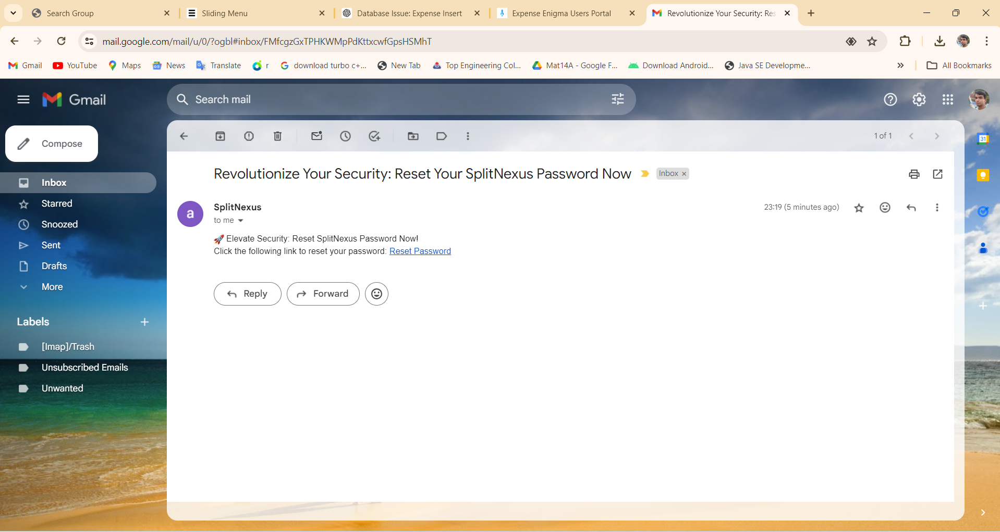 Search Group
Sliding Menu
Database Issue: Expense Insert
Expense Enigma Users Portal
Revolutionize Your Security: Res
mail.google.com/mail/u/0/?ogbl#inbox/FMfcgzGxTPHKWMpPdKttxcwfGpsHSMhT
Gmail
YouTube
Maps
News
Translate
r
download turbo c+...
New Tab
Top Engineering Col...
Mat14A - Google F...
Download Android...
Java SE Developme...
All Bookmarks
Gmail
Search mail
Compose
1 of 1
31
Inbox
Starred
Snoozed
Sent
Drafts
More
Labels
[Imap]/Trash
Unsubscribed Emails
Unwanted
Revolutionize Your Security: Reset Your SplitNexus Password Now
Inbox ×
a
SplitNexus
23:19 (5 minutes ago)
to me
🚀 Elevate Security: Reset SplitNexus Password Now!
Click the following link to reset your password: Reset Password
Reply
Forward